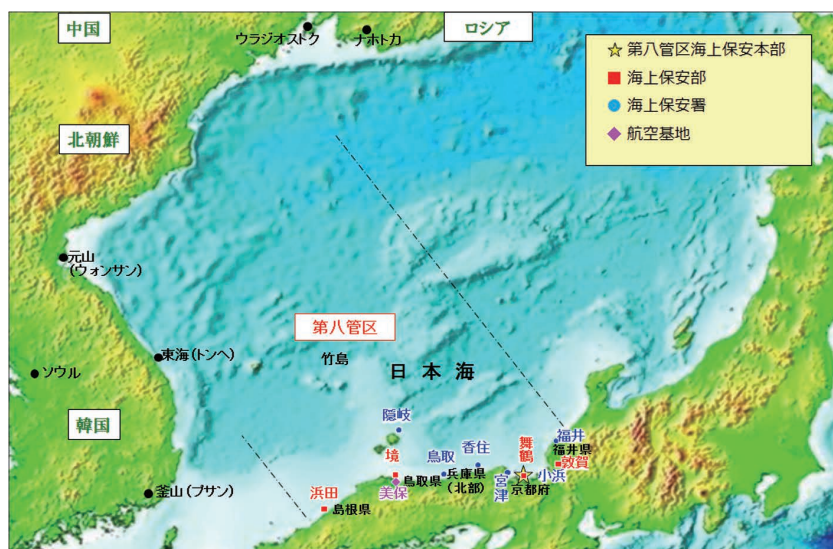 中国
ウラジオストク
ナホトカ
ロシア
第八管区海上保安本部
海上保安部
海上保安署
航空基地
北朝鮮
元山
(ウォンサン)
第八管区
東海(トンヘ)
竹島
日本海
ソウル
韓国
隠岐
境
鳥取
香住
舞鶴
福井
福井県
敦賀
兵庫県
(北部)
鳥取県
美保
宮津
小浜
京都府
釜山(プサン)
浜田
島根県